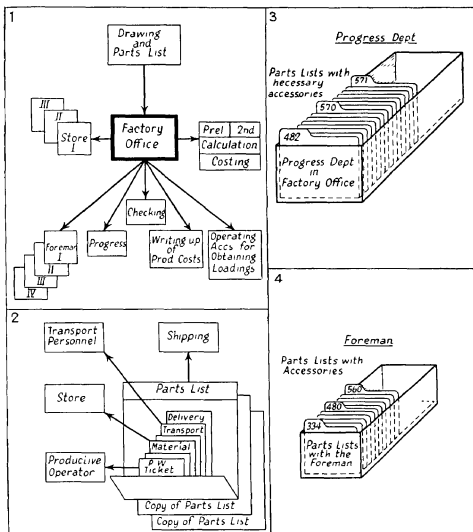 1
Drawing
and
Parts List
III
II
Store
I
Factory
Office
Prel 2nd
Calculation
Costing
Checking
Foreman
I
II
III
IV
Progress
Writing up
of
Prod Costs
Operating
Accs for
Obtaining
Loadings
2
Transport
Personnel
Shipping
Parts List
Store
Delivery
Transport
Material
P.W
Ticket
Productive
Operator
Copy of Parts List
Copy of Parts List
3
Progress Dept
Parts Lists with
necessary
accessories
571
570
482
Progress Dept
in
Factory Office
4
Foreman
Parts Lists with
Accessories
560
480
334
Parts Lists
with the
Foreman